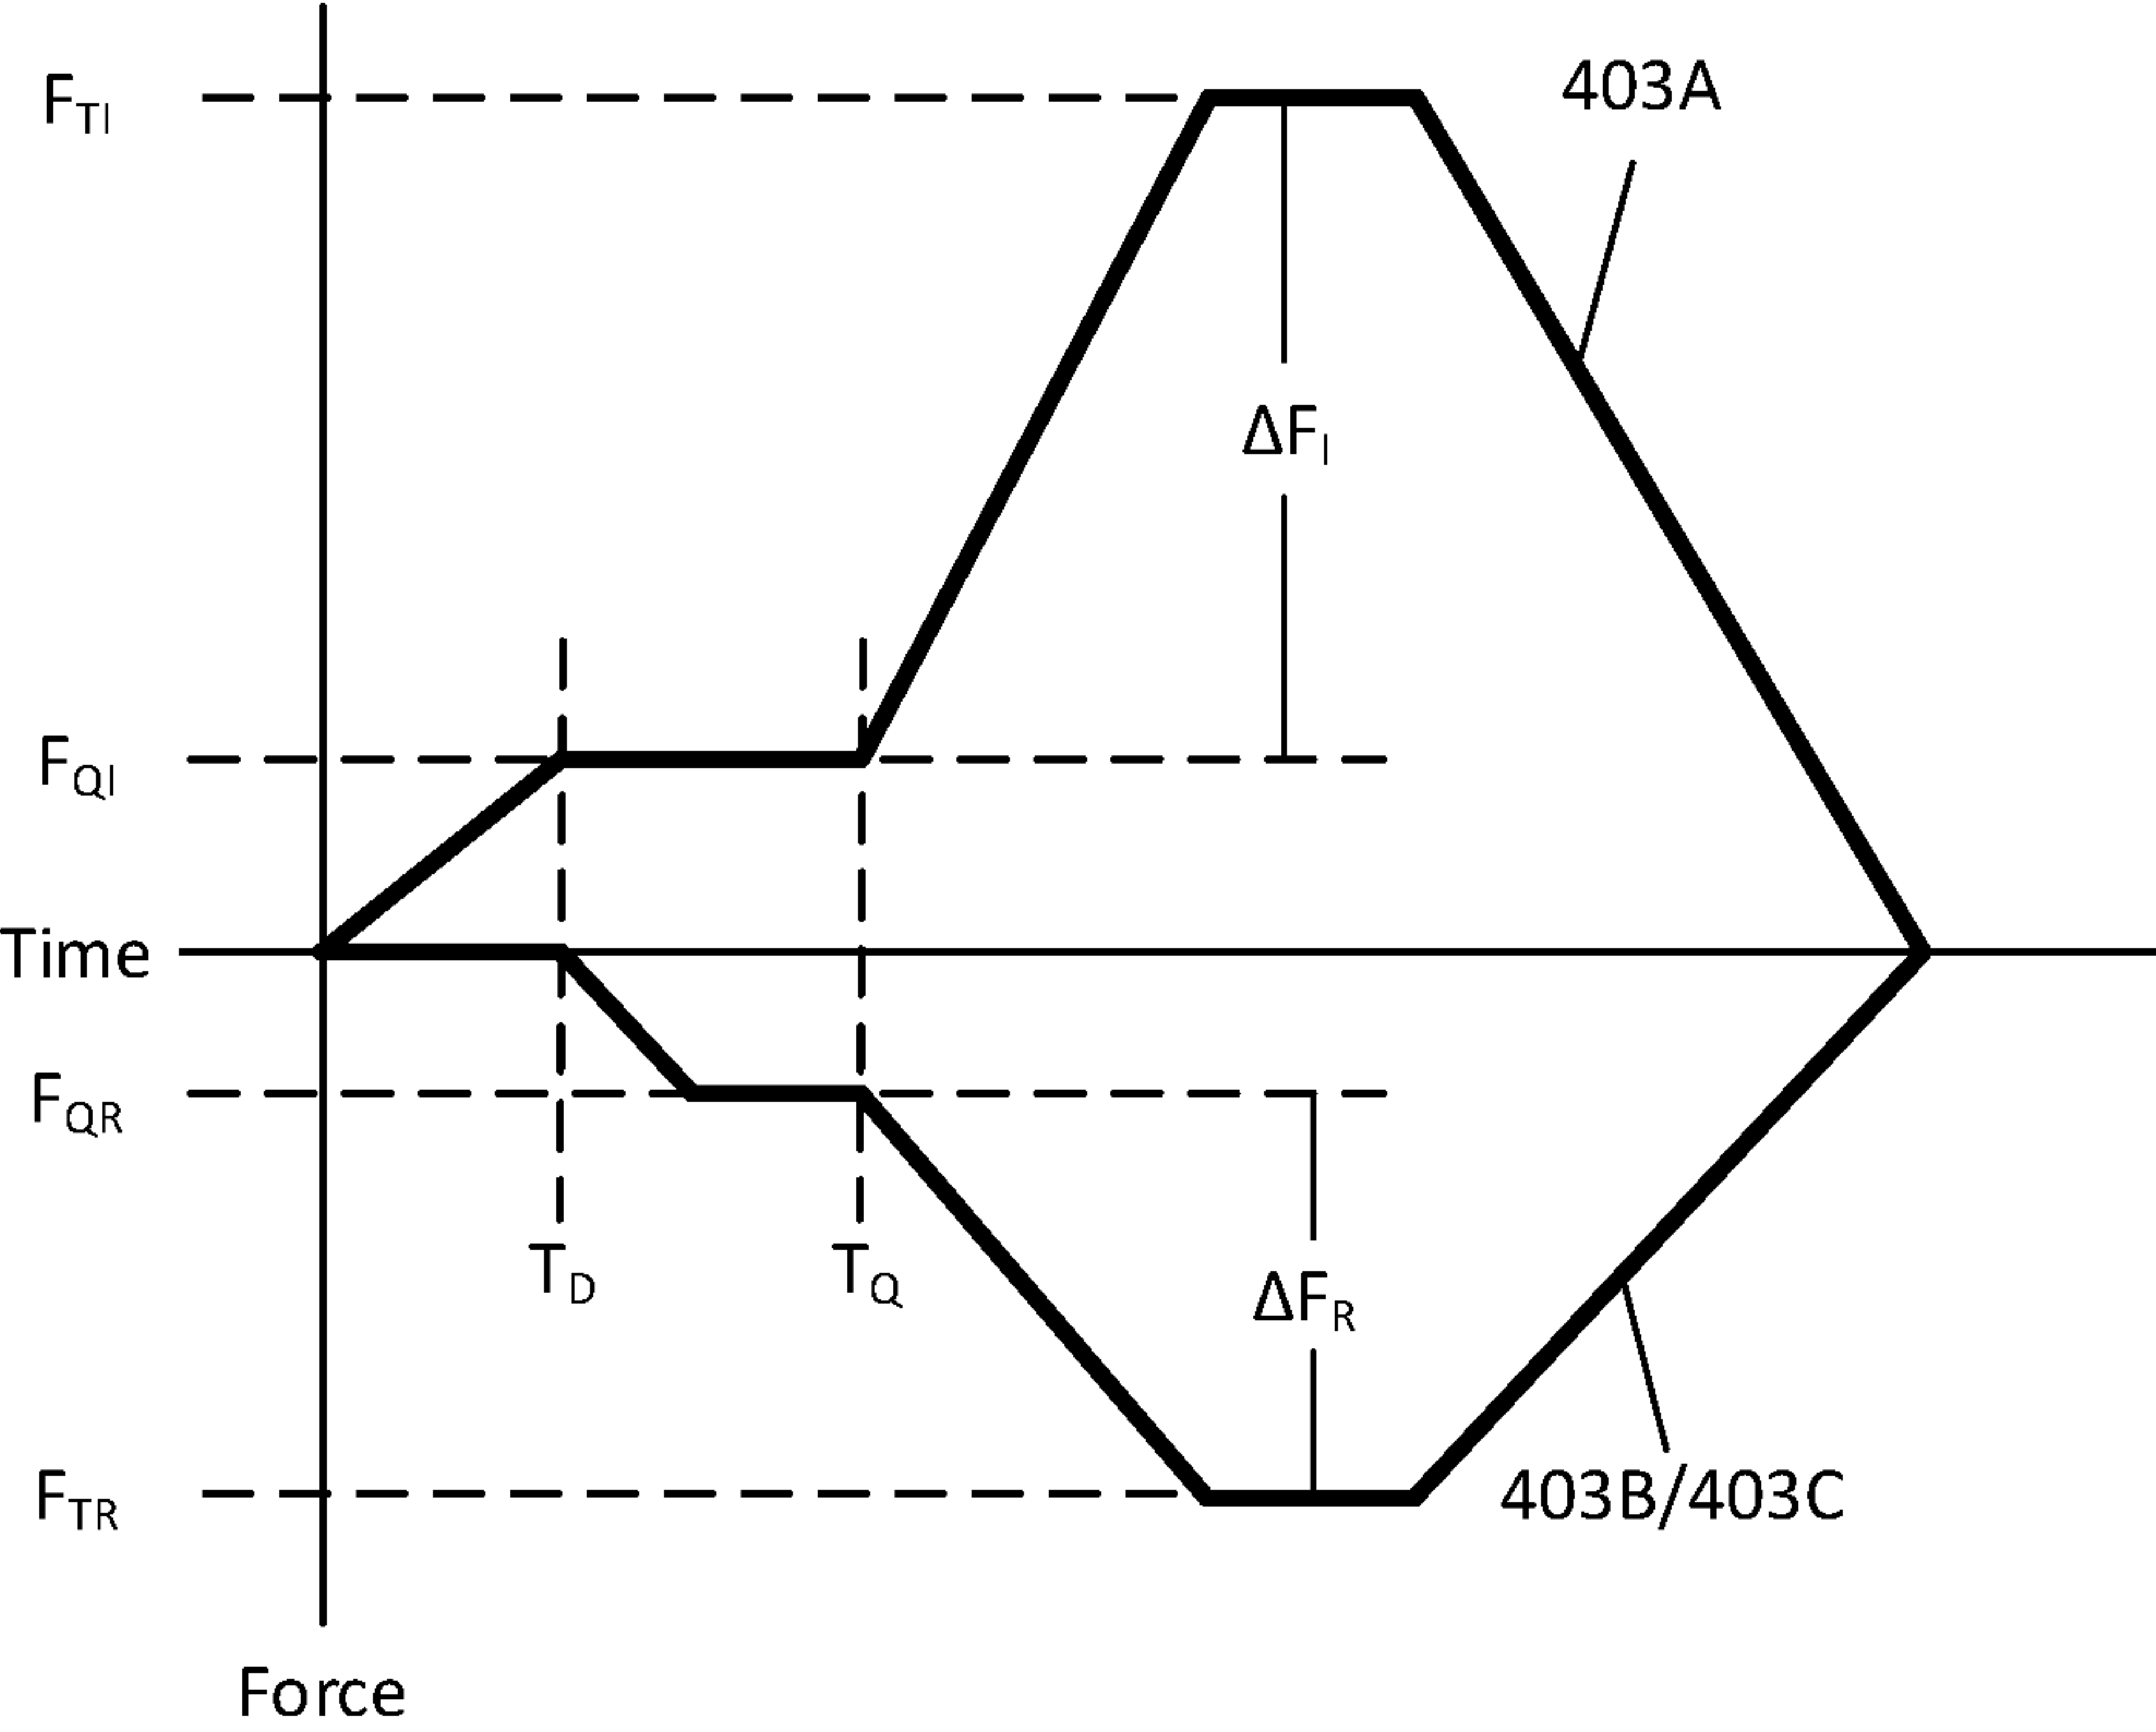 F_TI
403A
ΔF_I
F_QI
Time
F_QR
T_D
T_Q
ΔF_R
F_TR
403B/403C
Force